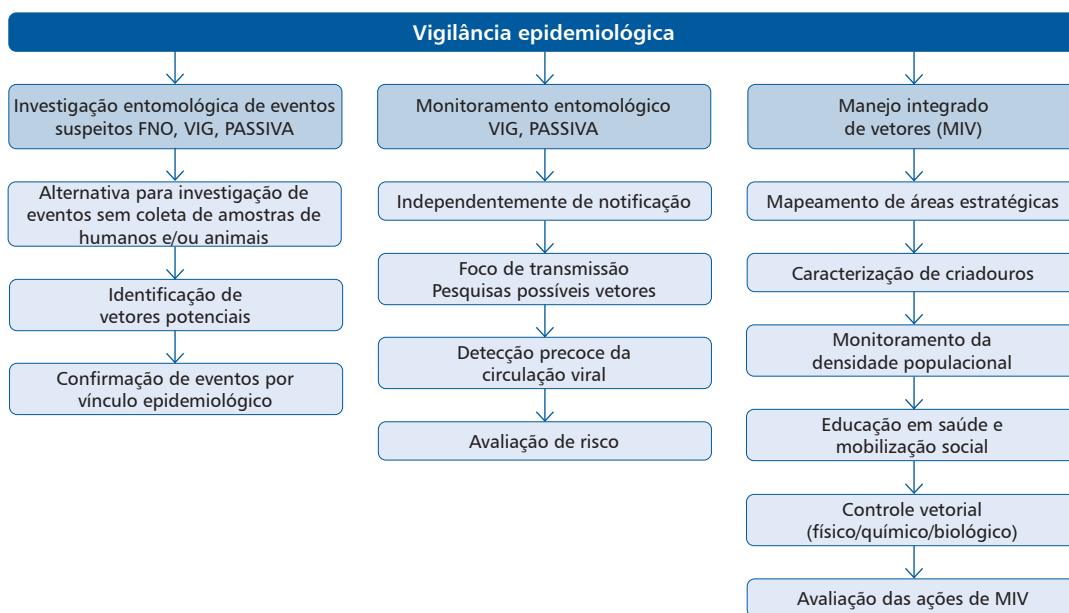 Vigilância epidemiológica
Investigação entomológica de eventos
suspeitos FNO, VIG, PASSIVA
Alternativa para investigação de
eventos sem coleta de amostras de
humanos e/ou animais
Identificação de
vetores potenciais
Confirmação de eventos por
vínculo epidemiológico
Monitoramento entomológico
VIG, PASSIVA
Independentemente de notificação
Foco de transmissão
Pesquisas possíveis vetores
Detecção precoce da
circulação viral
Avaliação de risco
Manejo integrado
de vetores (MIV)
Mapeamento de áreas estratégicas
Caracterização de criadouros
Monitoramento da
densidade populacional
Educação em saúde e
mobilização social
Controle vetorial
(físico/químico/biológico)
Avaliação das ações de MIV